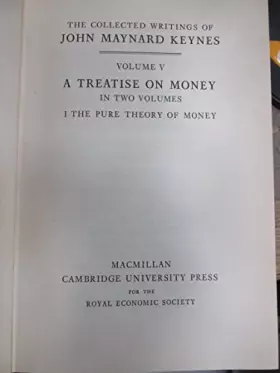 THE COLLECTED WRITINGS OF
JOHN MAYNARD KEYNES
VOLUME V
A TREATISE ON MONEY
IN TWO VOLUMES
1 THE PURE THEORY OF MONEY
MACMILLAN
CAMBRIDGE UNIVERSITY PRESS
FOR THE
ROYAL ECONOMIC SOCIETY